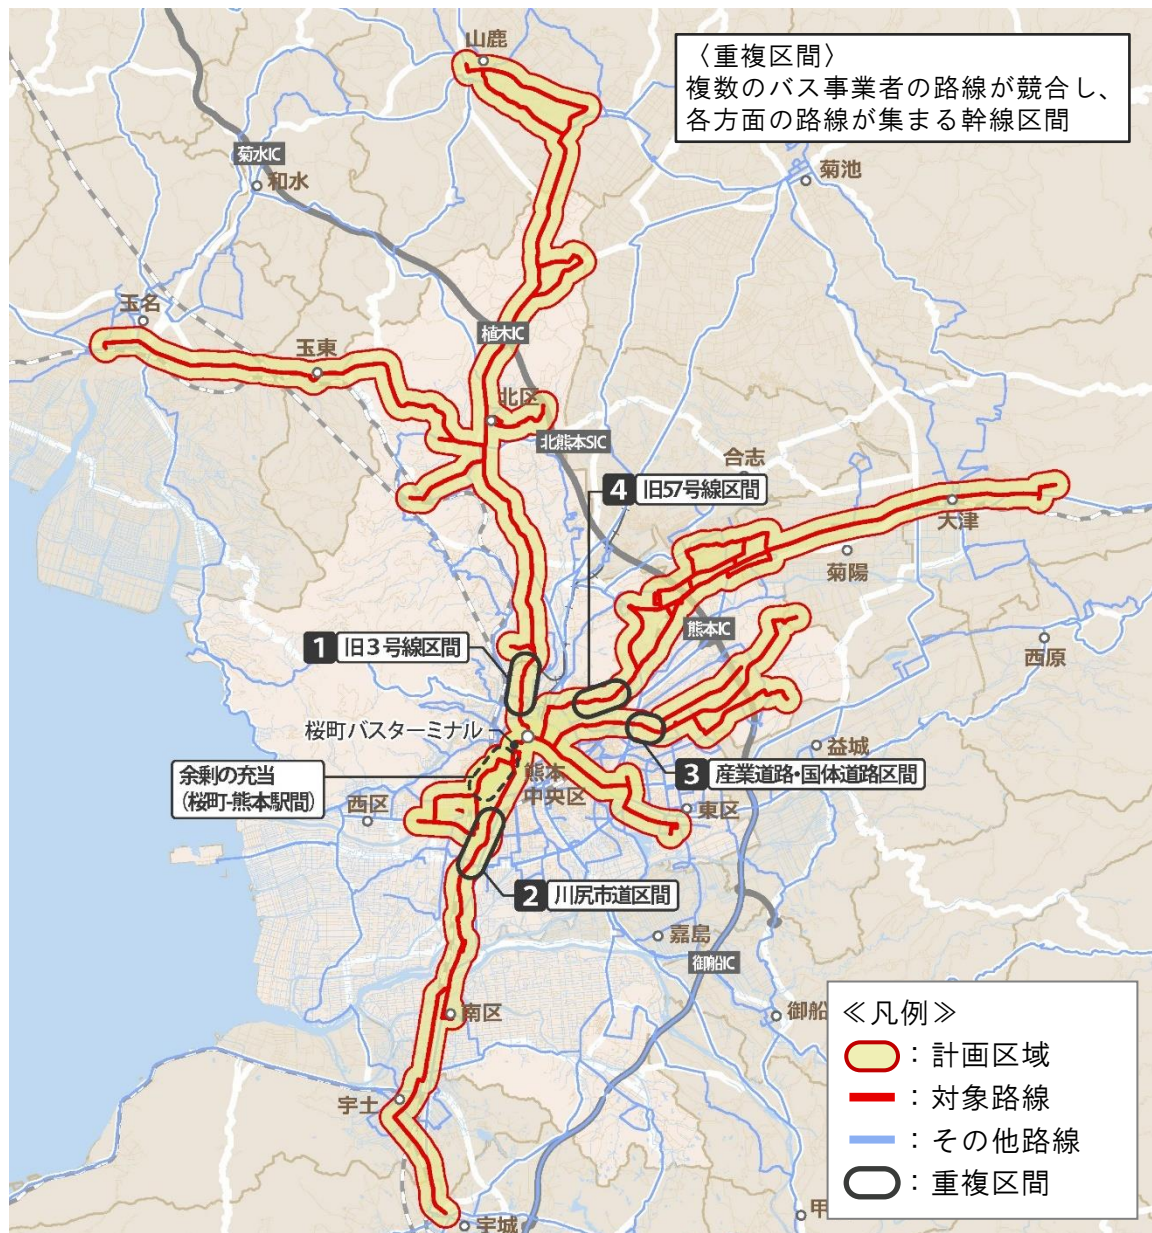 山鹿
〈重複区間〉
複数のバス事業者の路線が競合し、
各方面の路線が集まる幹線区間
菊水IC
和水
菊池
玉名
植木IC
玉東
北区
北熊本SIC
合志
4 旧57号線区間
大津
菊陽
熊本IC
1 旧3号線区間
西原
桜町バスターミナル
益城
余剰の充当
(桜町-熊本駅間)
熊本
中央区
3 産業道路・国体道路区間
西区
東区
2 川尻市道区間
嘉島
御船IC
南区
御船
宇土
宇城
甲
≪凡例≫
：計画区域
：対象路線
：その他路線
：重複区間